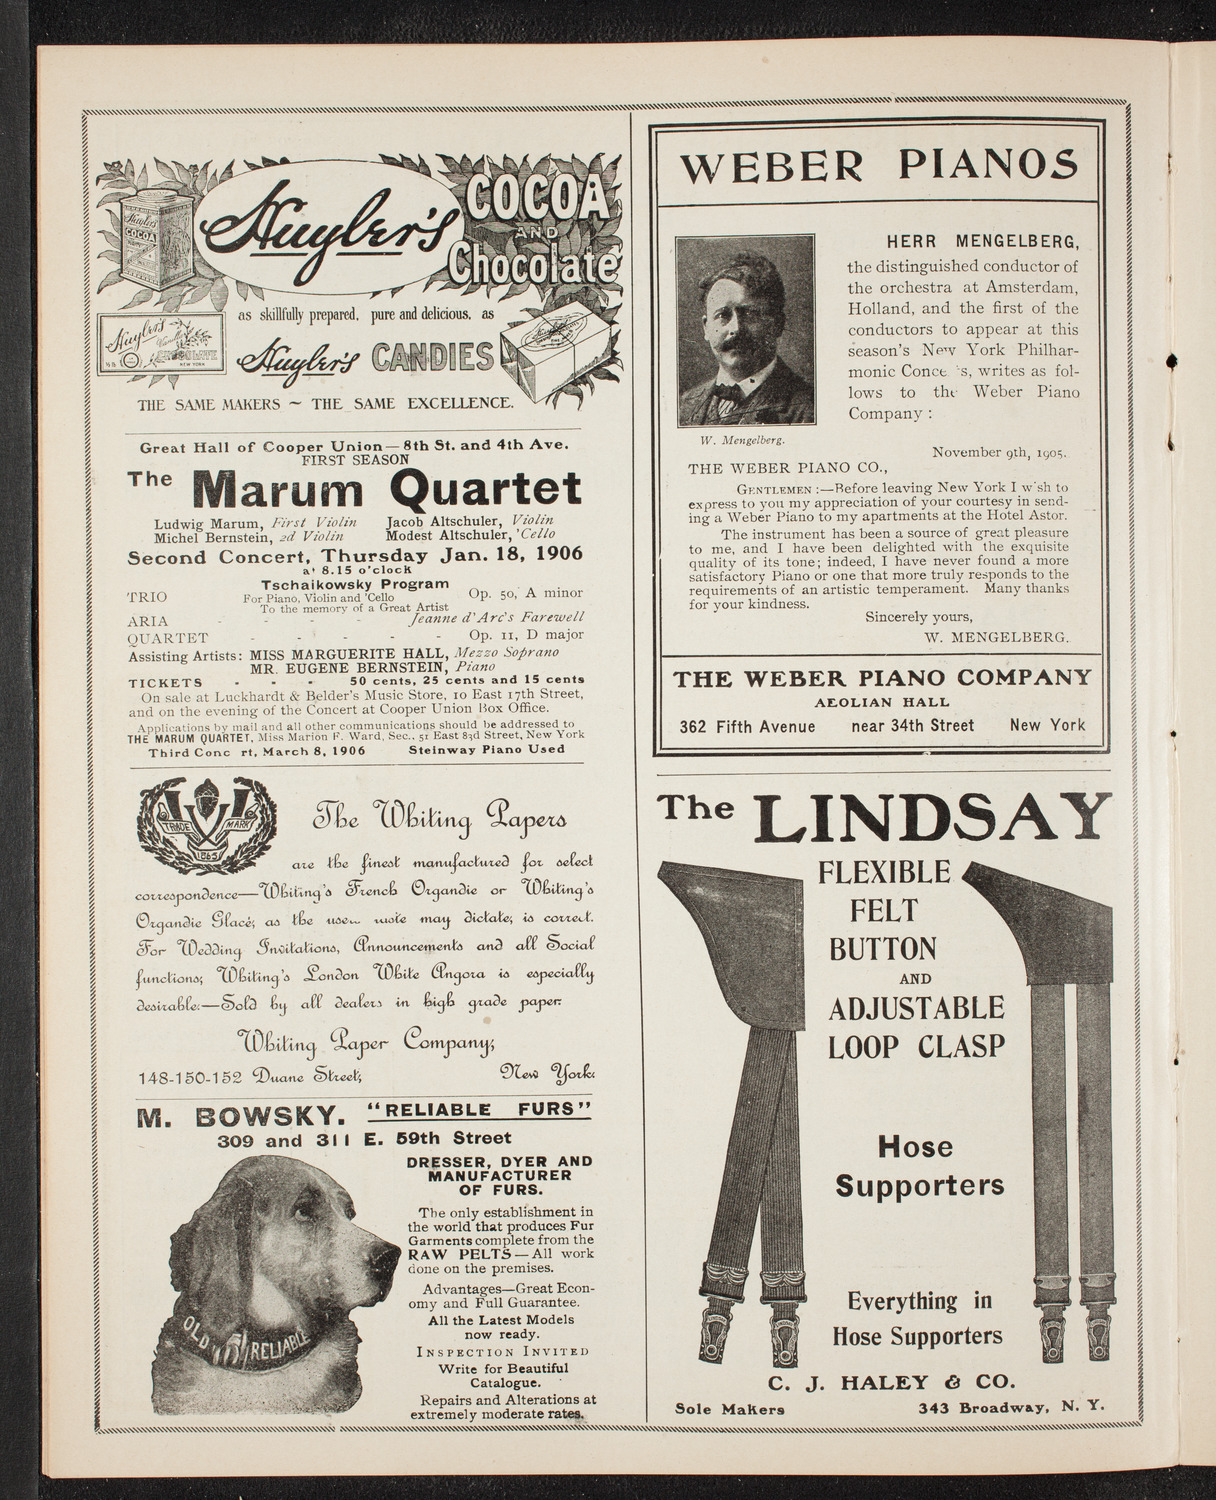 Huyler's
COCOA
AND
Chocolate
Huyler's
COCOA
as skillfully prepared, pure and delicious, as
Huyler's
CHOCOLATE
NEW YORK
Huyler's CANDIES
THE SAME MAKERS ~ THE SAME EXCELLENCE.
Great Hall of Cooper Union—8th St. and 4th Ave.
FIRST SEASON
The Marum Quartet
Ludwig Marum, First Violin Jacob Altschuler, Violin
Michel Bernstein, 2d Violin Modest Altschuler, 'Cello
Second Concert, Thursday Jan. 18, 1906
at 8.15 o'clock
Tschaikowsky Program
TRIO For Piano, Violin and 'Cello Op. 50, A minor
To the memory of a Great Artist
ARIA - - - - Jeanne d'Arc's Farewell
QUARTET - - - - - Op. 11, D major
Assisting Artists: MISS MARGUERITE HALL, Mezzo Soprano
MR. EUGENE BERNSTEIN, Piano
TICKETS - - - 50 cents, 25 cents and 15 cents
On sale at Luckhardt & Belder's Music Store, 10 East 17th Street,
and on the evening of the Concert at Cooper Union Box Office.
Applications by mail and all other communications should be addressed to
THE MARUM QUARTET, Miss Marion F. Ward, Sec., 51 East 83d Street, New York
Third Conc rt, March 8, 1906 Steinway Piano Used
TRADE MARK
1865
The Whiting Papers
are the finest manufactured for select
correspondence—Whiting's French Organdie or Whiting's
Organdie Glacé, as the use may dictate, is correct.
For Wedding Invitations, Announcements and all Social
functions, Whiting's London White Angora is especially
desirable.—Sold by all dealers in high grade paper.
Whiting Paper Company,
148-150-152 Duane Street, New York.
M. BOWSKY. "RELIABLE FURS"
309 and 311 E. 59th Street
DRESSER, DYER AND
MANUFACTURER
OF FURS.
The only establishment in
the world that produces Fur
Garments complete from the
RAW PELTS—All work
done on the premises.
Advantages—Great Econ-
omy and Full Guarantee.
All the Latest Models
now ready.
INSPECTION INVITED
Write for Beautiful
Catalogue.
Repairs and Alterations at
extremely moderate rates.
OLD RELIABLE
WEBER PIANOS
HERR MENGELBERG,
the distinguished conductor of
the orchestra at Amsterdam,
Holland, and the first of the
conductors to appear at this
season's New York Philhar-
monic Conce s, writes as fol-
lows to the Weber Piano
Company :
W. Mengelberg.
November 9th, 1905.
THE WEBER PIANO CO.,
GENTLEMEN :—Before leaving New York I wish to
express to you my appreciation of your courtesy in send-
ing a Weber Piano to my apartments at the Hotel Astor.
The instrument has been a source of great pleasure
to me, and I have been delighted with the exquisite
quality of its tone; indeed, I have never found a more
satisfactory Piano or one that more truly responds to the
requirements of an artistic temperament. Many thanks
for your kindness.
Sincerely yours,
W. MENGELBERG.
THE WEBER PIANO COMPANY
AEOLIAN HALL
362 Fifth Avenue near 34th Street New York
The LINDSAY
FLEXIBLE
FELT
BUTTON
AND
ADJUSTABLE
LOOP CLASP
Hose
Supporters
Everything in
Hose Supporters
C. J. HALEY & CO.
Sole Makers 343 Broadway, N. Y.